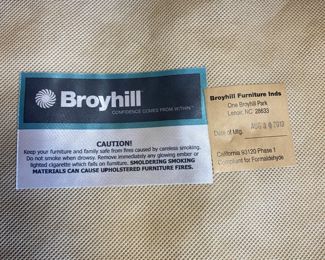 Broyhill
CONFIDENCE COMES FROM WITHIN™
CAUTION!
Keep your furniture and family safe from fires caused by careless smoking.
Do not smoke when drowsy. Remove immediately any glowing ember or
lighted cigarette which falls on furniture. SMOLDERING SMOKING
MATERIALS CAN CAUSE UPHOLSTERED FURNITURE FIRES.
Broyhill Furniture Inds
One Broyhill Park
Lenoir, NC 28633
Date of Mfg. AUG
California 93120 Phase 1
Compliant for Formaldehyde